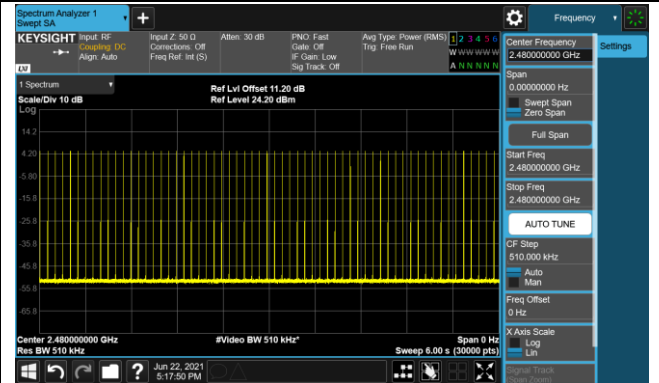 Spectrum Analyzer 1
Swept SA
Frequency
KEYSIGHT
Input: RF
Coupling: DC
Align: Auto
Input Z: 50 Ω
Corrections: Off
Freq Ref: Int (S)
Atten: 30 dB
PNO: Fast
Gate: Off
IF Gain: Low
Sig Track: Off
Avg Type: Power (RMS)
Trig: Free Run
1 2 3 4 5 6
W W W W W W
A N N N N N
LXI
1 Spectrum
Scale/Div 10 dB
Ref Lvl Offset 11.20 dB
Ref Level 24.20 dBm
Log
14.2
4.20
-5.80
-15.8
-25.8
-35.8
-45.8
-55.8
-65.8
Center 2.480000000 GHz
Res BW 510 kHz
#Video BW 510 kHz*
Span 0 Hz
Sweep 6.00 s (30000 pts)
Center Frequency
2.480000000 GHz
Settings
Span
0.00000000 Hz
Swept Span
Zero Span
Full Span
Start Freq
2.480000000 GHz
Stop Freq
2.480000000 GHz
AUTO TUNE
CF Step
510.000 kHz
Auto
Man
Freq Offset
0 Hz
X Axis Scale
Log
Lin
Signal Track
(Span Zoom)
Jun 22, 2021
5:17:50 PM